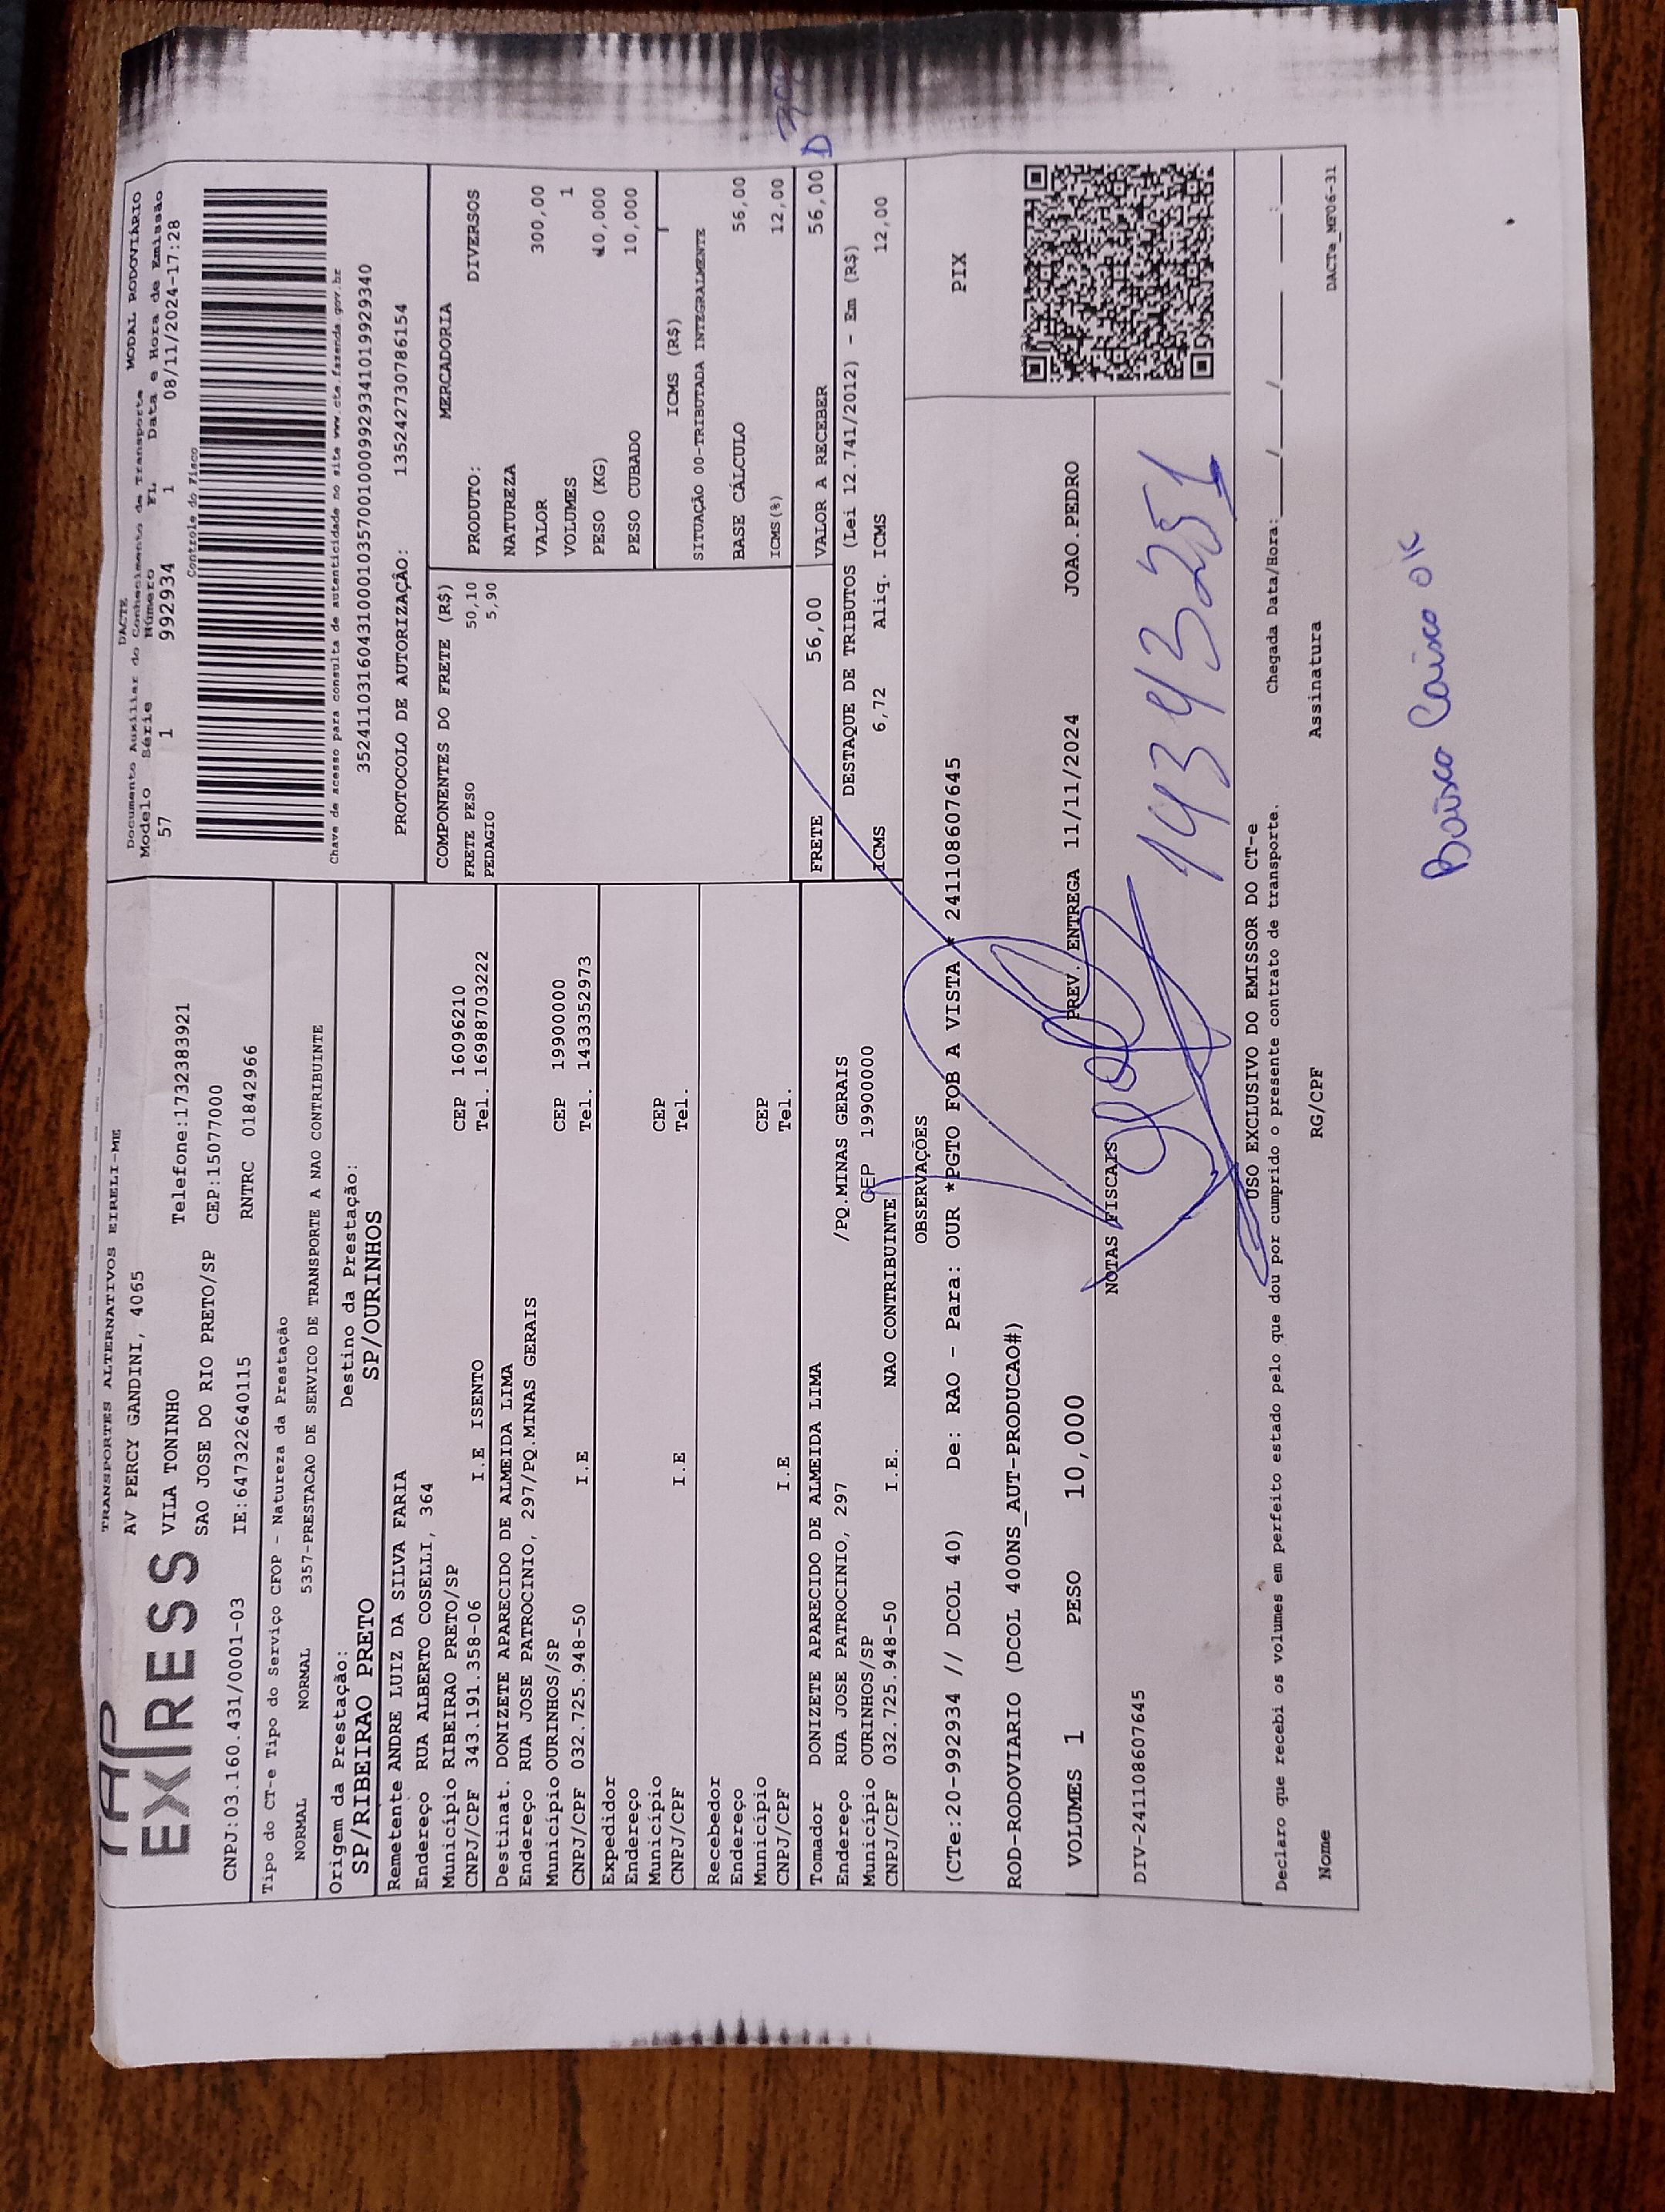 TAP
EXPRESS
TRANSPORTES ALTERNATIVOS EIRELI-ME
AV PERCY GANDINI, 4065
VILA TONINHO Telefone:1732383921
SAO JOSE DO RIO PRETO/SP CEP:15077000
CNPJ:03.160.431/0001-03 IE:647322640115 RNTRC 01842966
DACTE
Documento Auxiliar do Conhecimento de Transporte MODAL RODOVIÁRIO
Modelo Série Número FL Data e Hora de Emissão
57 1 992934 1 08/11/2024-17:28
Controle do Fisco
Chave de acesso para consulta de autenticidade no site www.cte.fazenda.gov.br
35241103160431000103570010009929341019929340
PROTOCOLO DE AUTORIZAÇÃO: 135242730786154
Tipo do CT-e Tipo do Serviço CFOP - Natureza da Prestação
NORMAL NORMAL 5357-PRESTACAO DE SERVICO DE TRANSPORTE A NAO CONTRIBUINTE
Origem da Prestação: Destino da Prestação:
SP/RIBEIRAO PRETO SP/OURINHOS
Remetente ANDRE LUIZ DA SILVA FARIA
Endereço RUA ALBERTO COSELLI, 364
Município RIBEIRAO PRETO/SP CEP 16096210
CNPJ/CPF 343.191.358-06 I.E ISENTO Tel. 16988703222
Destinat. DONIZETE APARECIDO DE ALMEIDA LIMA
Endereço RUA JOSE PATROCINIO, 297/PQ.MINAS GERAIS
Município OURINHOS/SP CEP 19900000
CNPJ/CPF 032.725.948-50 I.E Tel. 1433352973
Expedidor
Endereço
Município CEP
CNPJ/CPF I.E Tel.
Recebedor
Endereço
Município CEP
CNPJ/CPF I.E Tel.
Tomador DONIZETE APARECIDO DE ALMEIDA LIMA
Endereço RUA JOSE PATROCINIO, 297 /PQ.MINAS GERAIS
Município OURINHOS/SP CEP 19900000
CNPJ/CPF 032.725.948-50 I.E. NAO CONTRIBUINTE
COMPONENTES DO FRETE (R$)
FRETE PESO 50,10
PEDAGIO 5,90
MERCADORIA
PRODUTO: DIVERSOS
NATUREZA
VALOR 300,00
VOLUMES 1
PESO (KG) 10,000
PESO CUBADO 10,000
ICMS (R$)
SITUAÇÃO 00-TRIBUTADA INTEGRALMENTE
BASE CÁLCULO 56,00
ICMS(%) 12,00
FRETE 56,00 VALOR A RECEBER 56,00
D
DESTAQUE DE TRIBUTOS (Lei 12.741/2012) - Em (R$)
ICMS 6,72 Aliq. ICMS 12,00
OBSERVAÇÕES
(CTe:20-992934 // DCOL 40) De: RAO - Para: OUR *PGTO FOB A VISTA * 241108607645
PIX
ROD-RODOVIARIO (DCOL 400NS_AUT-PRODUCAO#)
VOLUMES 1 PESO 10,000 PREV. ENTREGA 11/11/2024 JOAO.PEDRO
NOTAS FISCAIS
DIV-241108607645
143943251
USO EXCLUSIVO DO EMISSOR DO CT-e
Declaro que recebi os volumes em perfeito estado pelo que dou por cumprido o presente contrato de transporte.
Chegada Data/Hora:____/____/____ ____:____
Nome RG/CPF Assinatura
DACTe_MF06-31
Baixco Caixco OK